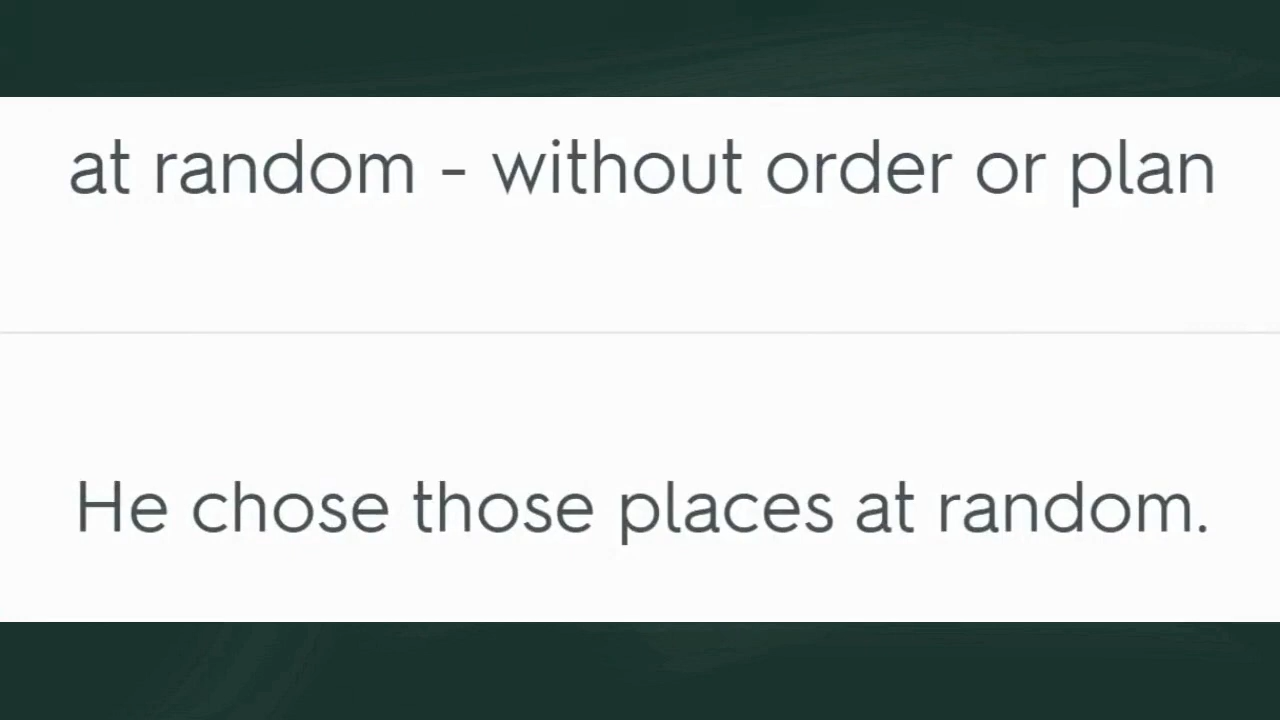 at random - without order or plan
He chose those places at random.